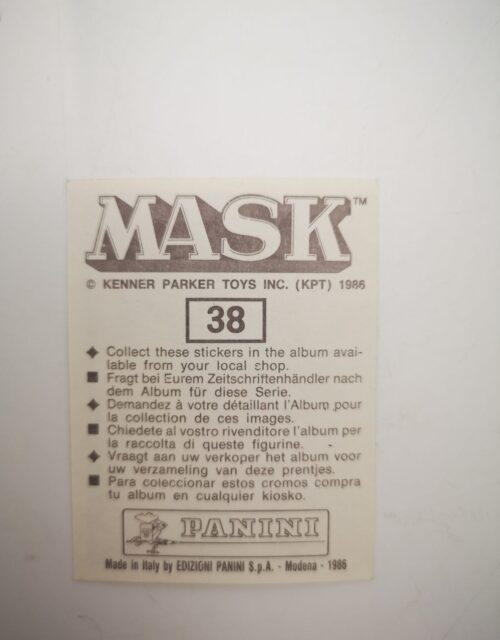 MASK™
© KENNER PARKER TOYS INC. (KPT) 1986
38
◆ Collect these stickers in the album avai-
lable from your local shop.
■ Fragt bei Eurem Zeitschriftenhändler nach
dem Album für diese Serie.
◆ Demandez à votre détaillant l'Album pour
la collection de ces images.
■ Chiedete al vostro rivenditore l'album per
la raccolta di queste figurine.
◆ Vraagt aan uw verkoper het album voor
uw verzameling van deze prentjes.
■ Para coleccionar estos cromos compra
tu album en cualquier kiosko.
PANINI
Made in Italy by EDIZIONI PANINI S.p.A. - Modena - 1986